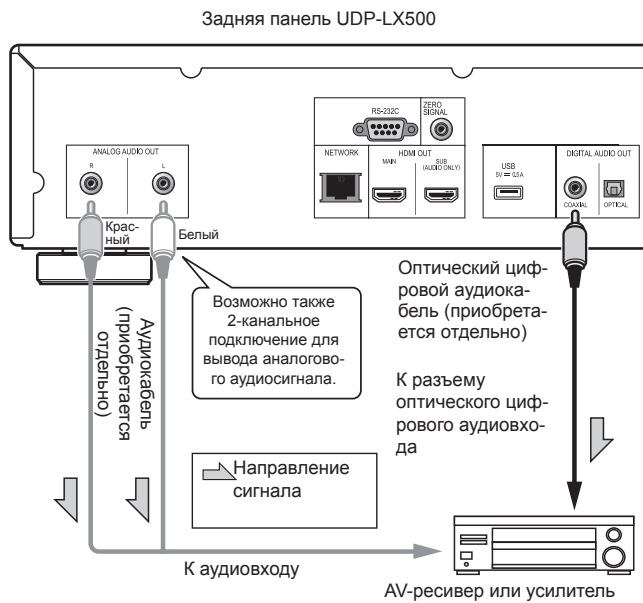 Задняя панель UDP-LX500
RS-232C
ZERO
SIGNAL
ANALOG AUDIO OUT
R
L
NETWORK
HDMI OUT
MAIN
SUB
(AUDIO ONLY)
USB
5V ⎓ 0.5A
DIGITAL AUDIO OUT
COAXIAL
OPTICAL
Крас-
ный
Белый
Возможно также
2-канальное
подключение для
вывода аналогово-
го аудиосигнала.
Аудиокабель
(приобретается
отдельно)
Оптический циф-
ровой аудиока-
бель (приобрета-
ется отдельно)
К разъему
оптического циф-
рового аудиовхо-
да
Направление
сигнала
К аудиовходу
AV-ресивер или усилитель